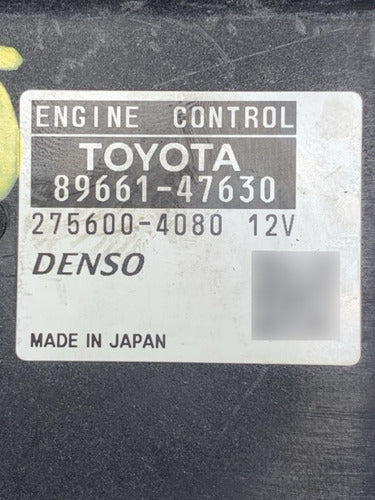 ENGINE CONTROL
TOYOTA
89661-47630
275600-4080 12V
DENSO
MADE IN JAPAN